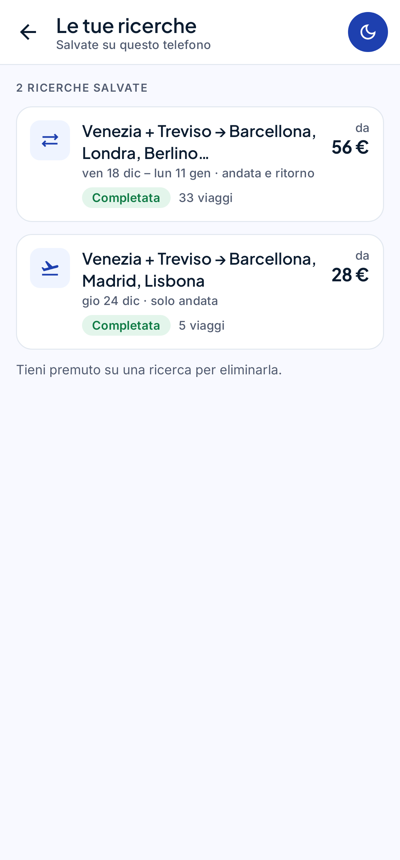 Le tue ricerche
Salvate su questo telefono
2 RICERCHE SALVATE
Venezia + Treviso → Barcellona,
Londra, Berlino…
da
56 €
ven 18 dic – lun 11 gen · andata e ritorno
Completata
33 viaggi
Venezia + Treviso → Barcellona,
Madrid, Lisbona
da
28 €
gio 24 dic · solo andata
Completata
5 viaggi
Tieni premuto su una ricerca per eliminarla.